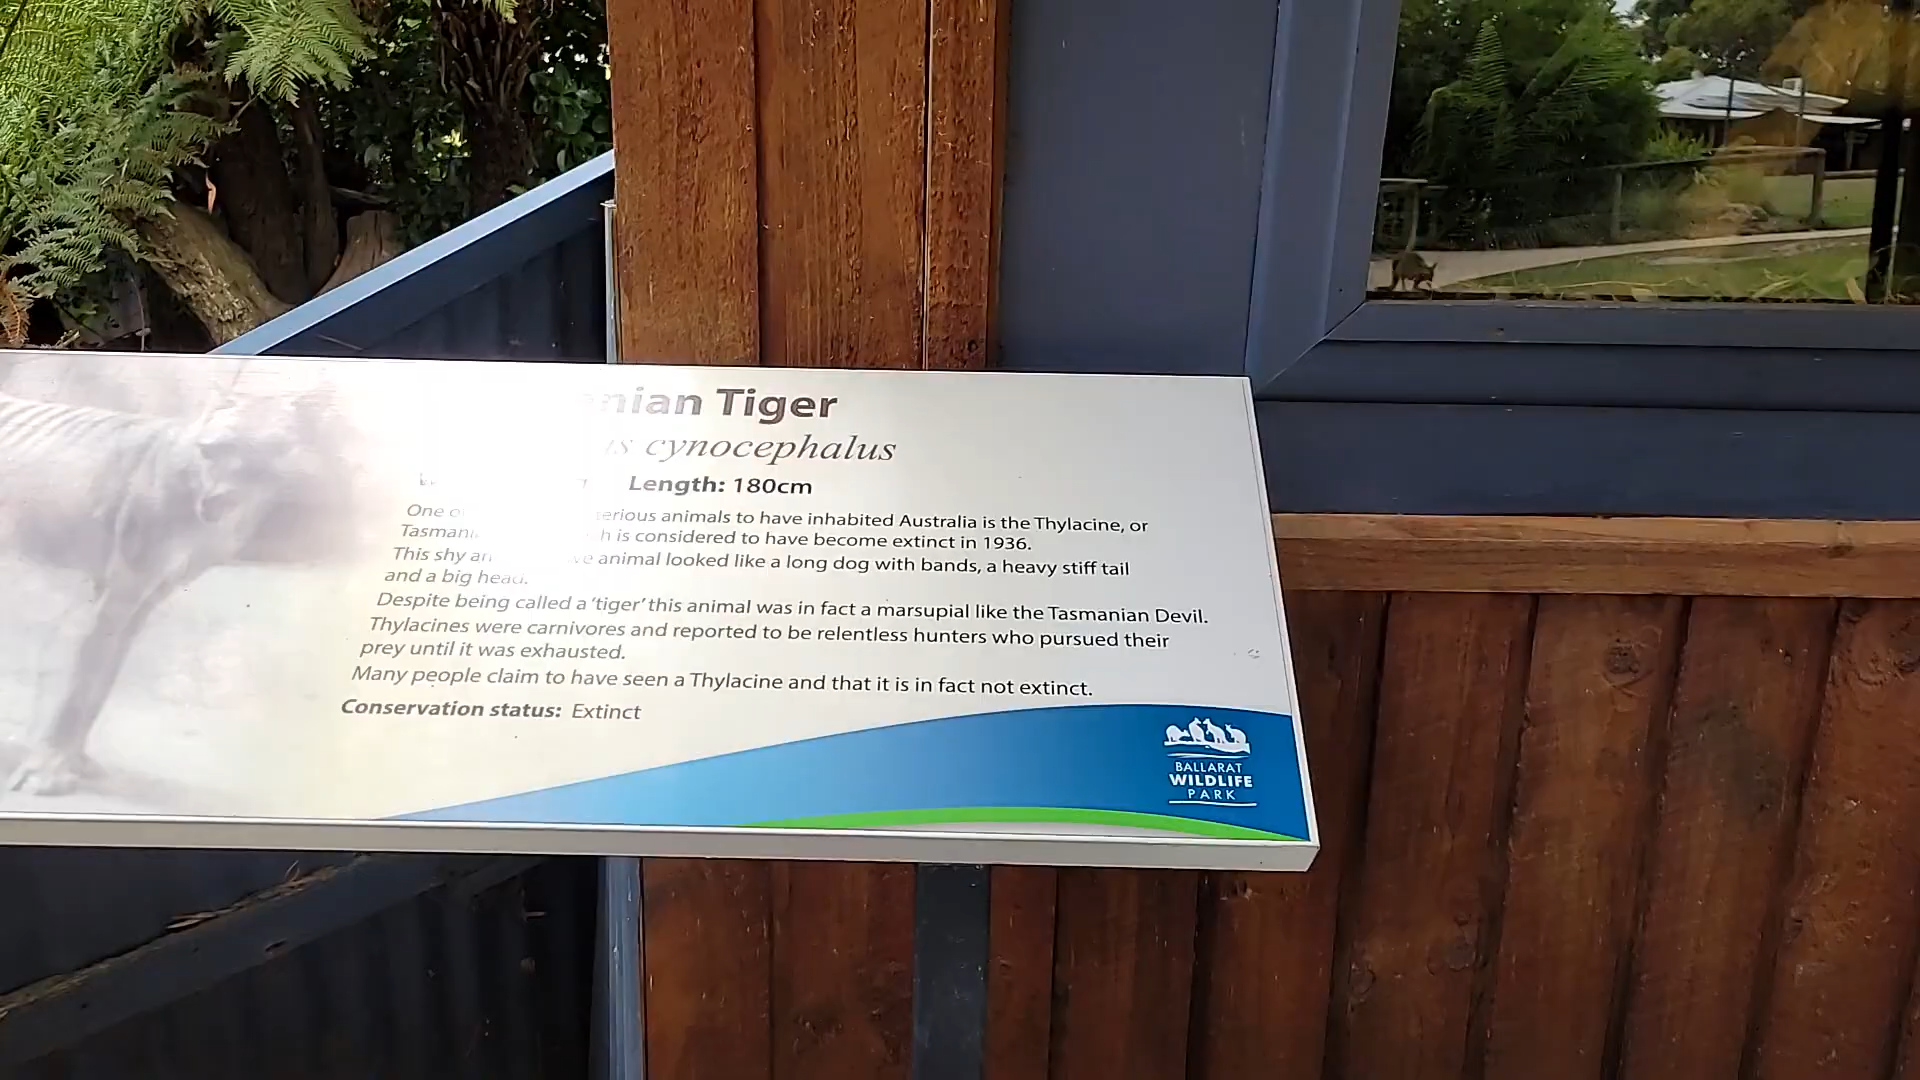 Tiger
cynocephalus
Length: 180cm
One animals to have inhabited Australia is the Thylacine, or
is considered to have become extinct in 1936.
This shy animal looked like a long dog with bands, a heavy stiff tail
and a big head.
Despite being called a 'tiger' this animal was in fact a marsupial like the Tasmanian Devil.
Thylacines were carnivores and reported to be relentless hunters who pursued their
prey until it was exhausted.
Many people claim to have seen a Thylacine and that it is in fact not extinct.
Conservation status: Extinct
BALLARAT
WILDLIFE
PARK